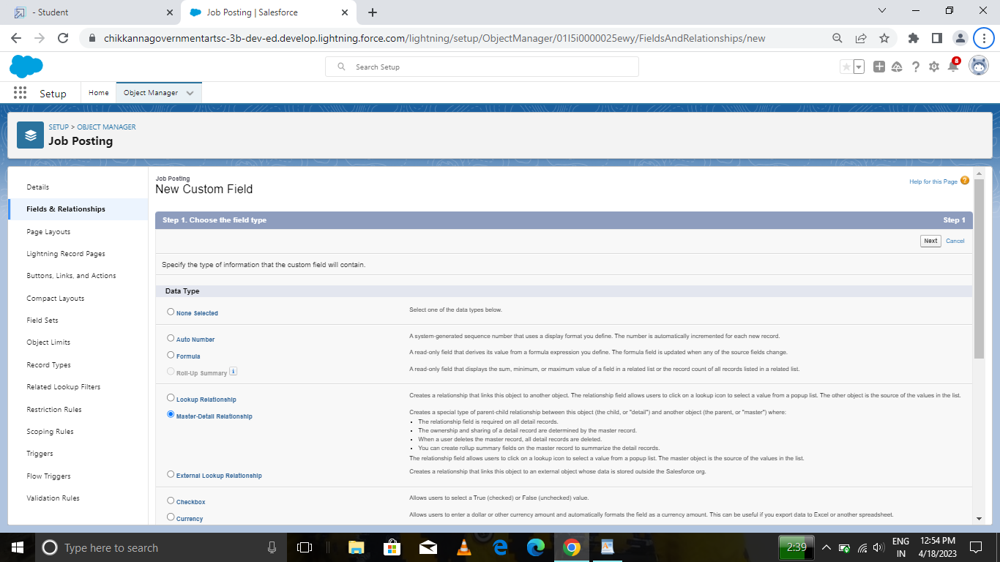 - Student
Job Posting | Salesforce
chikkannagovernmentartsc-3b-dev-ed.develop.lightning.force.com/lightning/setup/ObjectManager/01I5i0000025ewy/FieldsAndRelationships/new
Search Setup
8
Setup
Home
Object Manager
SETUP > OBJECT MANAGER
Job Posting
Details
Fields & Relationships
Page Layouts
Lightning Record Pages
Buttons, Links, and Actions
Compact Layouts
Field Sets
Object Limits
Record Types
Related Lookup Filters
Restriction Rules
Scoping Rules
Triggers
Flow Triggers
Validation Rules
Job Posting
New Custom Field
Help for this Page ?
Step 1. Choose the field type Step 1
Next Cancel
Specify the type of information that the custom field will contain.
Data Type
None Selected Select one of the data types below.
Auto Number A system-generated sequence number that uses a display format you define. The number is automatically incremented for each new record.
Formula A read-only field that derives its value from a formula expression you define. The formula field is updated when any of the source fields change.
Roll-Up Summary i A read-only field that displays the sum, minimum, or maximum value of a field in a related list or the record count of all records listed in a related list.
Lookup Relationship Creates a relationship that links this object to another object. The relationship field allows users to click on a lookup icon to select a value from a popup list. The other object is the source of the values in the list.
Master-Detail Relationship Creates a special type of parent-child relationship between this object (the child, or "detail") and another object (the parent, or "master") where:
• The relationship field is required on all detail records.
• The ownership and sharing of a detail record are determined by the master record.
• When a user deletes the master record, all detail records are deleted.
• You can create rollup summary fields on the master record to summarize the detail records.
The relationship field allows users to click on a lookup icon to select a value from a popup list. The master object is the source of the values in the list.
External Lookup Relationship Creates a relationship that links this object to an external object whose data is stored outside the Salesforce org.
Checkbox Allows users to select a True (checked) or False (unchecked) value.
Currency Allows users to enter a dollar or other currency amount and automatically formats the field as a currency amount. This can be useful if you export data to Excel or another spreadsheet.
Type here to search
2:39
ENG
IN
12:54 PM
4/18/2023